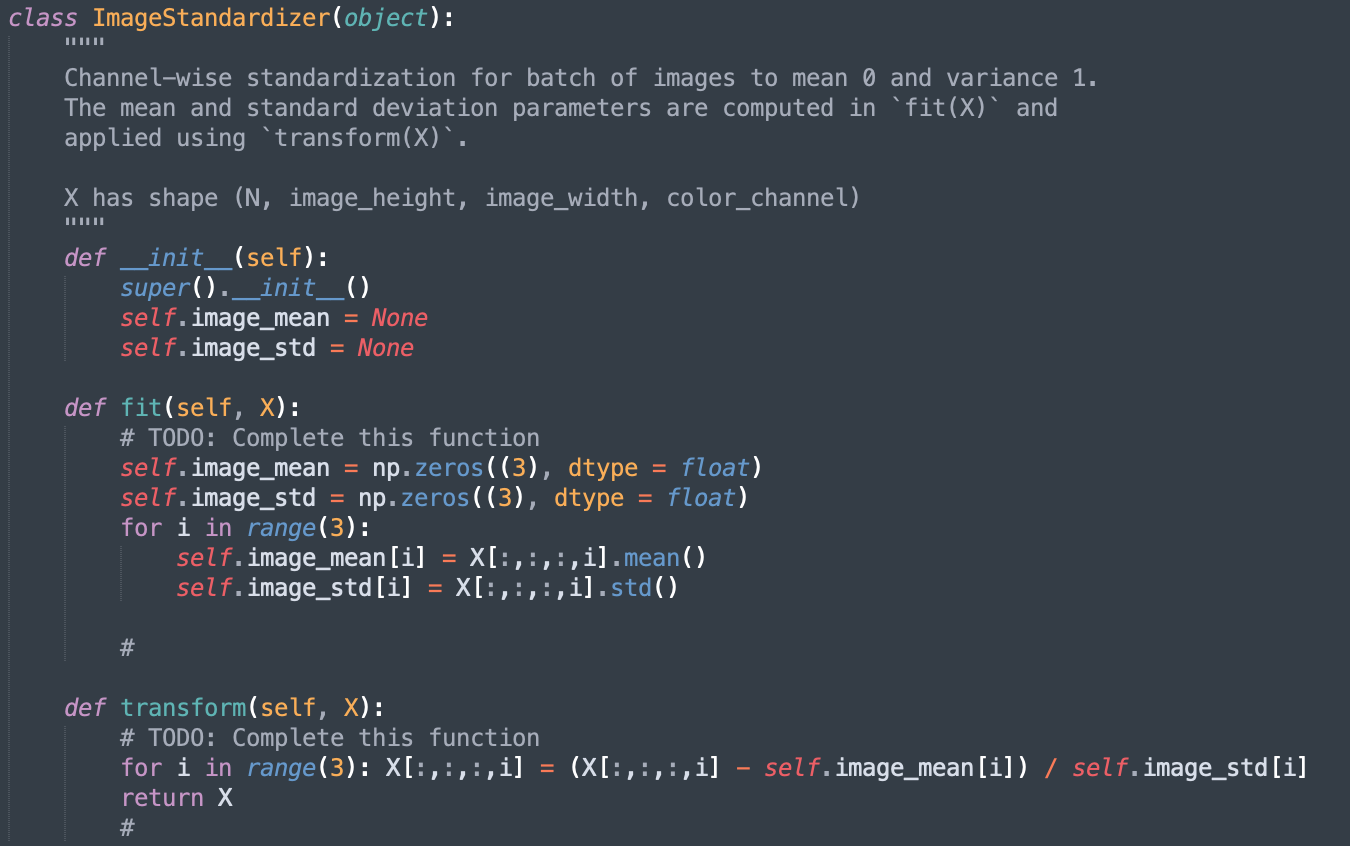 class ImageStandardizer(object):
    """
    Channel-wise standardization for batch of images to mean 0 and variance 1.
    The mean and standard deviation parameters are computed in `fit(X)` and
    applied using `transform(X)`.

    X has shape (N, image_height, image_width, color_channel)
    """
    def __init__(self):
        super().__init__()
        self.image_mean = None
        self.image_std = None

    def fit(self, X):
        # TODO: Complete this function
        self.image_mean = np.zeros((3), dtype = float)
        self.image_std = np.zeros((3), dtype = float)
        for i in range(3):
            self.image_mean[i] = X[:,:,:,i].mean()
            self.image_std[i] = X[:,:,:,i].std()

        #

    def transform(self, X):
        # TODO: Complete this function
        for i in range(3): X[:,:,:,i] = (X[:,:,:,i] - self.image_mean[i]) / self.image_std[i]
        return X
        #